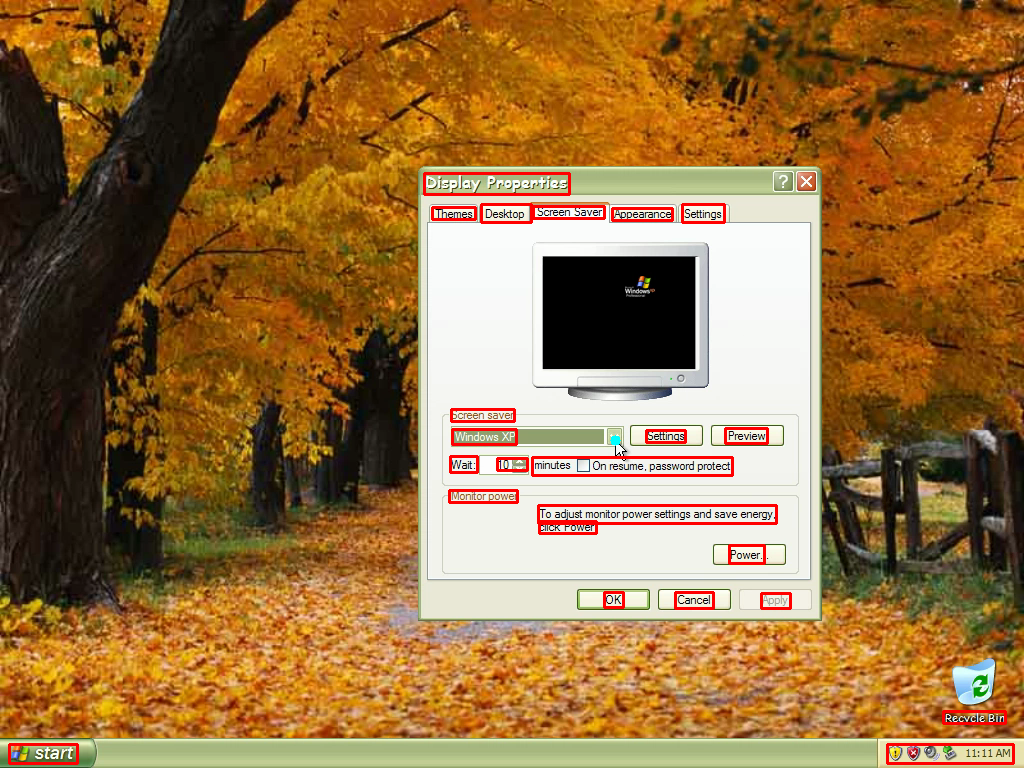 Display Properties
Themes Desktop Screen Saver Appearance Settings
Windows XP
Professional
Screen saver
Windows XP Settings Preview
Wait: 10 minutes On resume, password protect
Monitor power
To adjust monitor power settings and save energy,
click Power.
Power...
OK Cancel Apply
Recycle Bin
start 11:11 AM